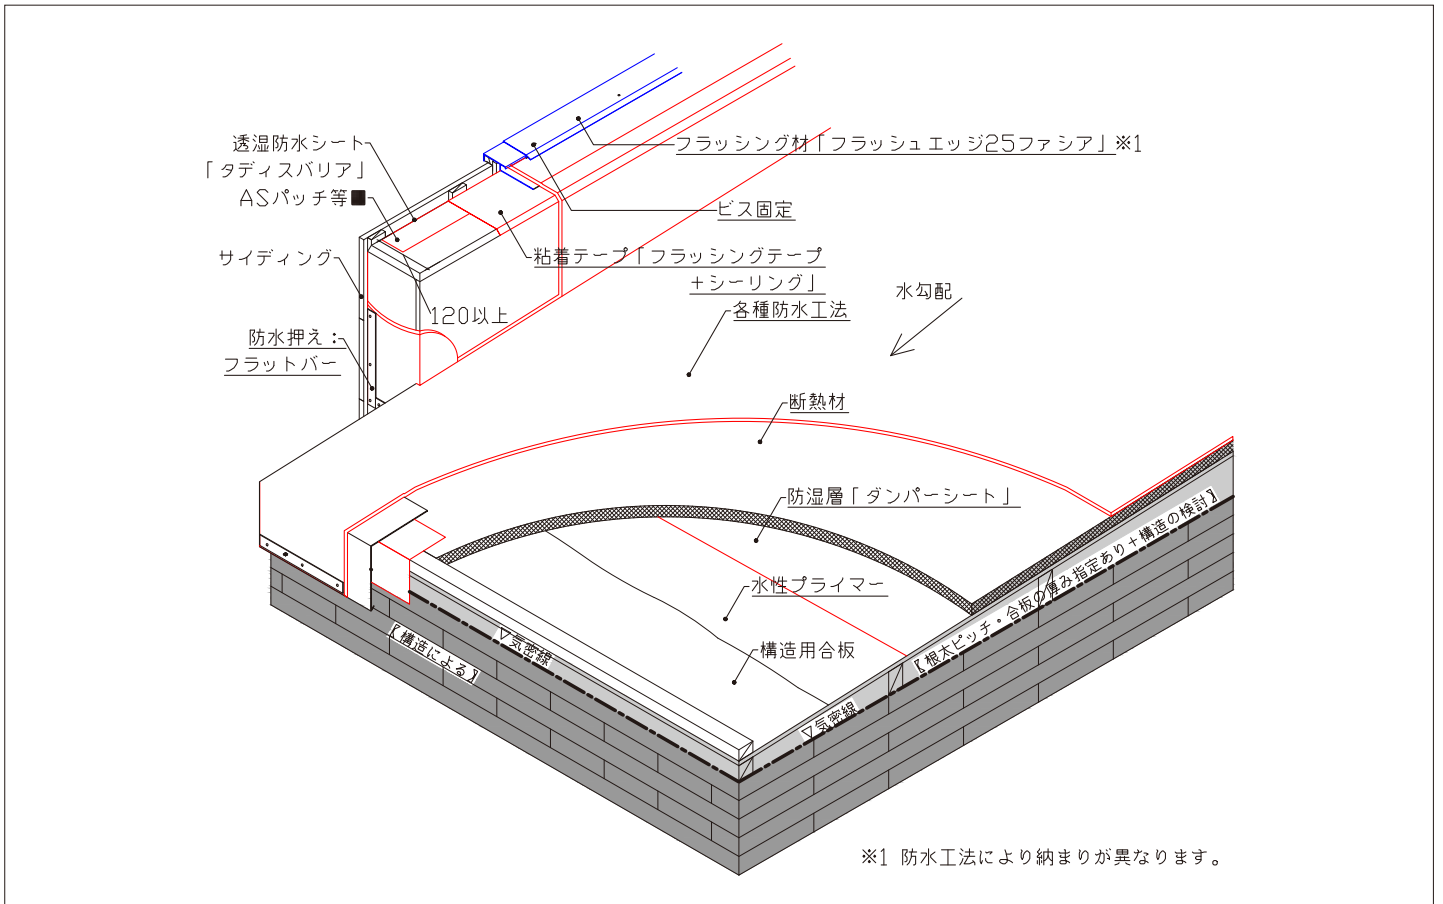 透湿防水シート
「タディスバリア」
ASパッチ等■
サイディング
120以上
防水押え：
フラットバー
フラッシング材「フラッシュエッジ25ファシア」※1
ビス固定
粘着テープ「フラッシングテープ
＋シーリング」
各種防水工法
水勾配
断熱材
防湿層「ダンパーシート」
水性プライマー
構造用合板
【構造による】
▽気密線
▽気密線
【根太ピッチ・合板の厚み指定あり＋構造の検討】
※1 防水工法により納まりが異なります。